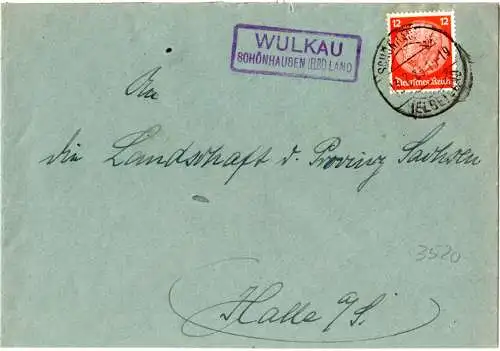 WULKAU
SCHÖNHAUSEN (ELBE) LAND
12 12
Deutsches Reich
(ELBE)
An
die Landschaft d. Provinz Sachsen
3520
Halle a/S.